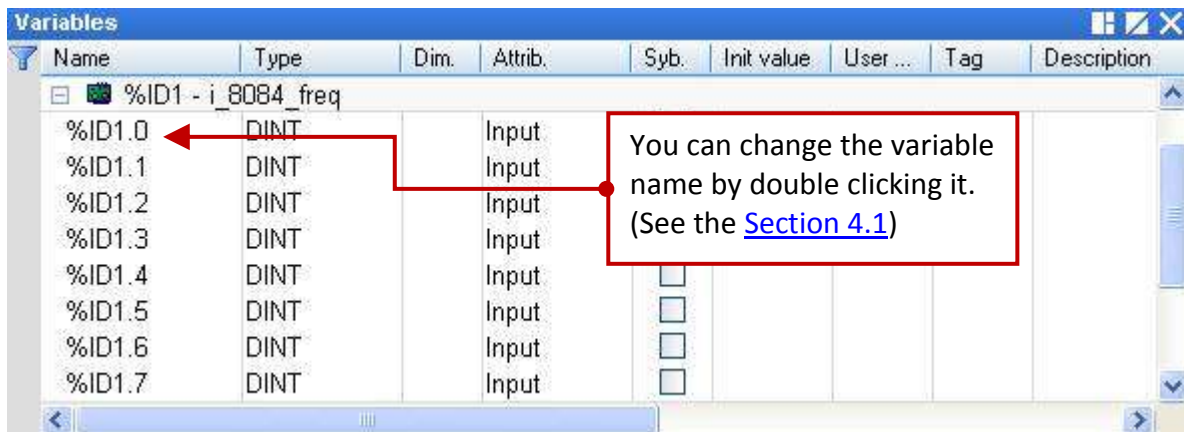 Variables
Name Type Dim. Attrib. Syb. Init value User ... Tag Description
%ID1 - i_8084_freq
%ID1.0 DINT Input
%ID1.1 DINT Input
%ID1.2 DINT Input
%ID1.3 DINT Input
%ID1.4 DINT Input
%ID1.5 DINT Input
%ID1.6 DINT Input
%ID1.7 DINT Input
You can change the variable
name by double clicking it.
(See the Section 4.1)